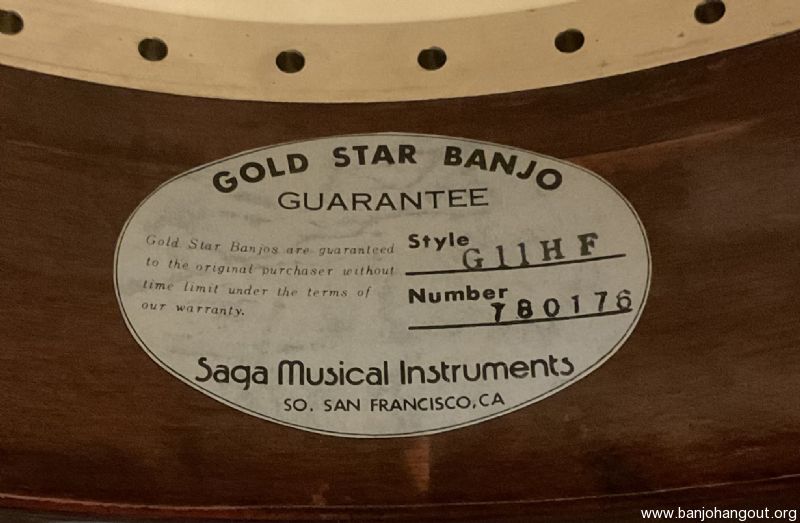 GOLD STAR BANJO
GUARANTEE
Gold Star Banjos are guaranteed
to the original purchaser without
time limit under the terms of
our warranty.
Style G11HF
Number 780176
Saga Musical Instruments
SO. SAN FRANCISCO, CA
www.banjohangout.org